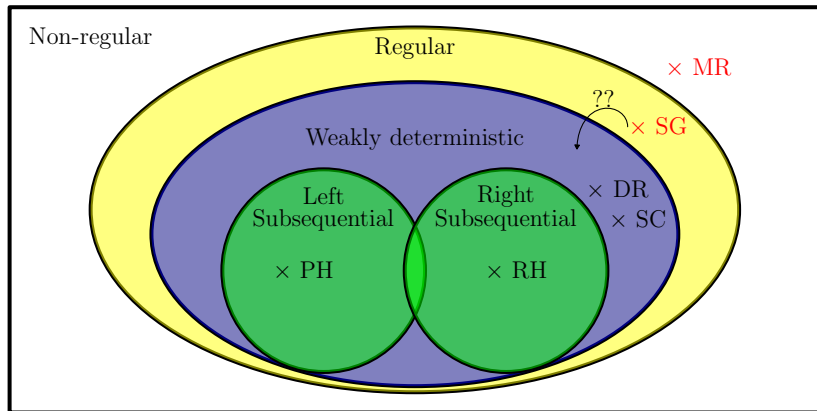 Non-regular
Regular
× MR
??
× SG
Weakly deterministic
Left
Subsequential
Right
Subsequential
× DR
× SC
× PH
× RH